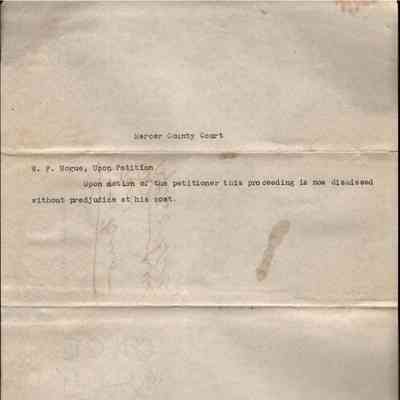 Mercer County Court
W. P. Hogue, Upon Petition
Upon motion of the petitioner this proceeding is now dismissed
without predjudice at his cost.